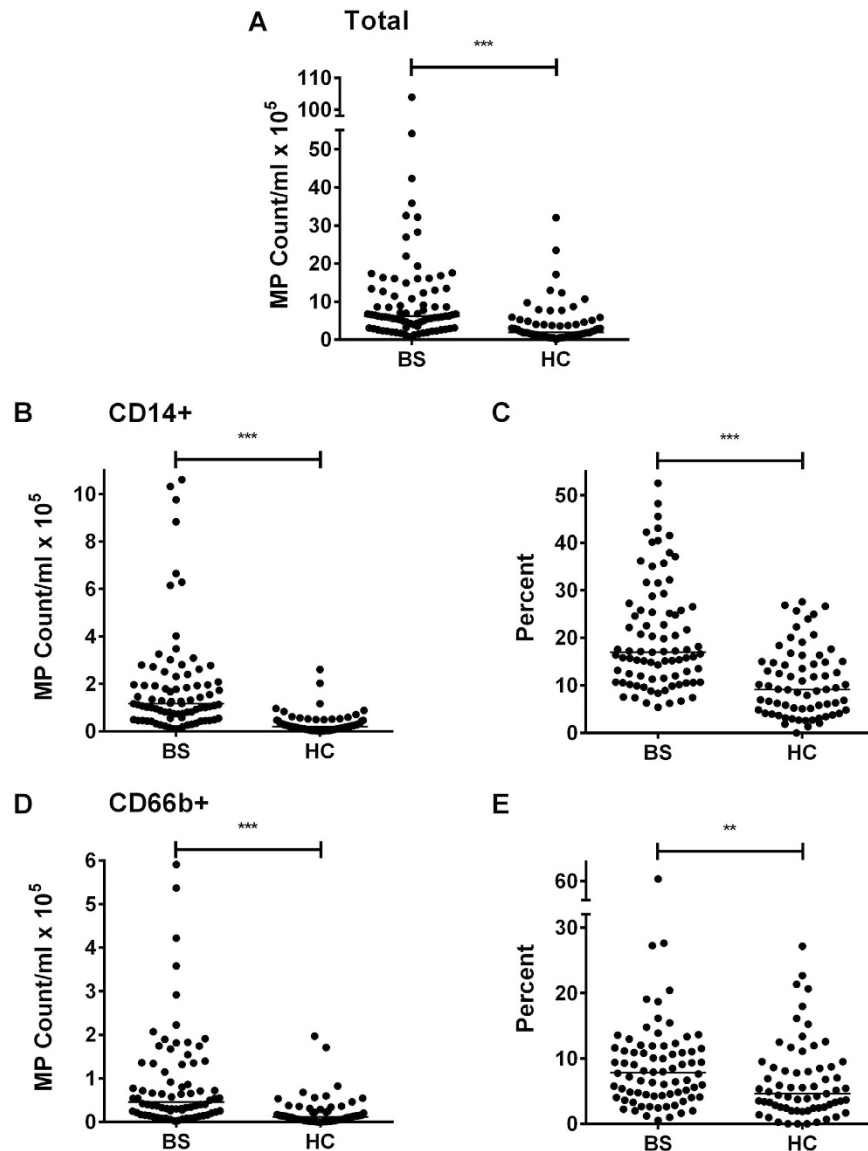 A Total
***
MP Count/ml x 10⁵
110
100
50
40
30
20
10
0
BS HC
B CD14+
***
MP Count/ml x 10⁵
10
8
6
4
2
0
BS HC
C
***
Percent
50
40
30
20
10
0
BS HC
D CD66b+
***
MP Count/ml x 10⁵
6
5
4
3
2
1
0
BS HC
E
**
Percent
60
30
20
10
0
BS HC